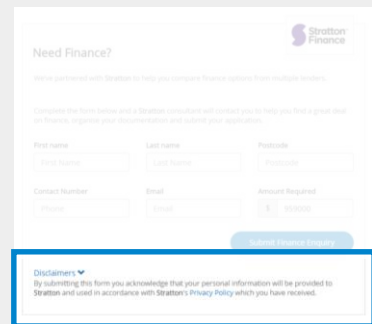 Stratton
Finance
Need Finance?
We've partnered with Stratton to help you compare finance options from multiple lenders.
Complete the form below and a Stratton consultant will contact you to help you find a great deal
on finance, organise your documentation and submit your application.
First name
Last name
Postcode
First Name
Last Name
Postcode
Contact Number
Email
Amount Required
Phone
Email
$
Submit Finance Enquiry
Disclaimers
By submitting this form you acknowledge that your personal information will be provided to
Stratton and used in accordance with Stratton's Privacy Policy which you have received.